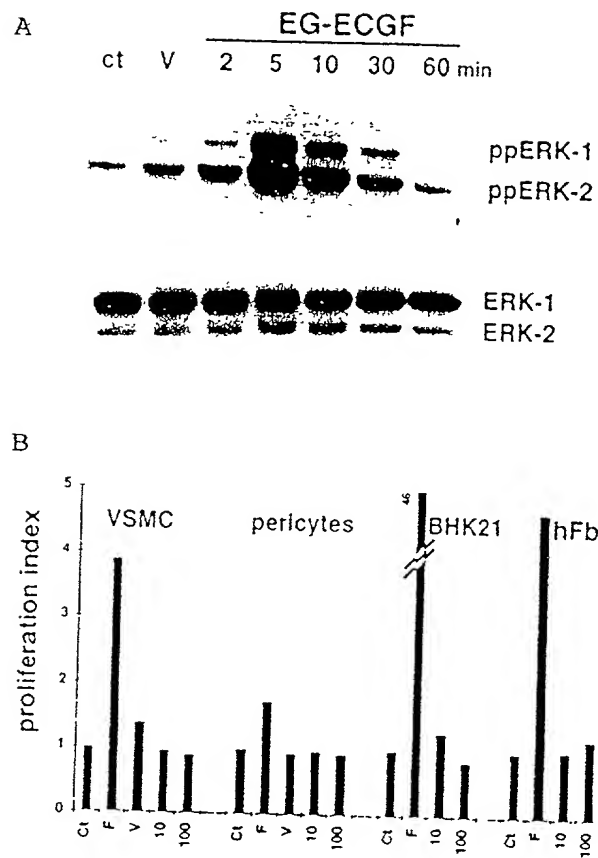 A
EG-ECGF
ct V 2 5 10 30 60 min
ppERK-1
ppERK-2
ERK-1
ERK-2
B
proliferation index
5
4
3
2
1
0
VSMC pericytes BHK21 hFb
46
Ct F V 10 100 Ct F V 10 100 Ct F 10 100 Ct F 10 100